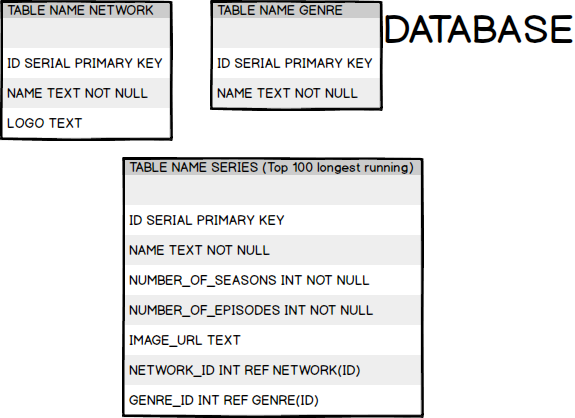 TABLE NAME NETWORK
ID SERIAL PRIMARY KEY
NAME TEXT NOT NULL
LOGO TEXT
TABLE NAME GENRE
ID SERIAL PRIMARY KEY
NAME TEXT NOT NULL
DATABASE
TABLE NAME SERIES (Top 100 longest running)
ID SERIAL PRIMARY KEY
NAME TEXT NOT NULL
NUMBER_OF_SEASONS INT NOT NULL
NUMBER_OF_EPISODES INT NOT NULL
IMAGE_URL TEXT
NETWORK_ID INT REF NETWORK(ID)
GENRE_ID INT REF GENRE(ID)